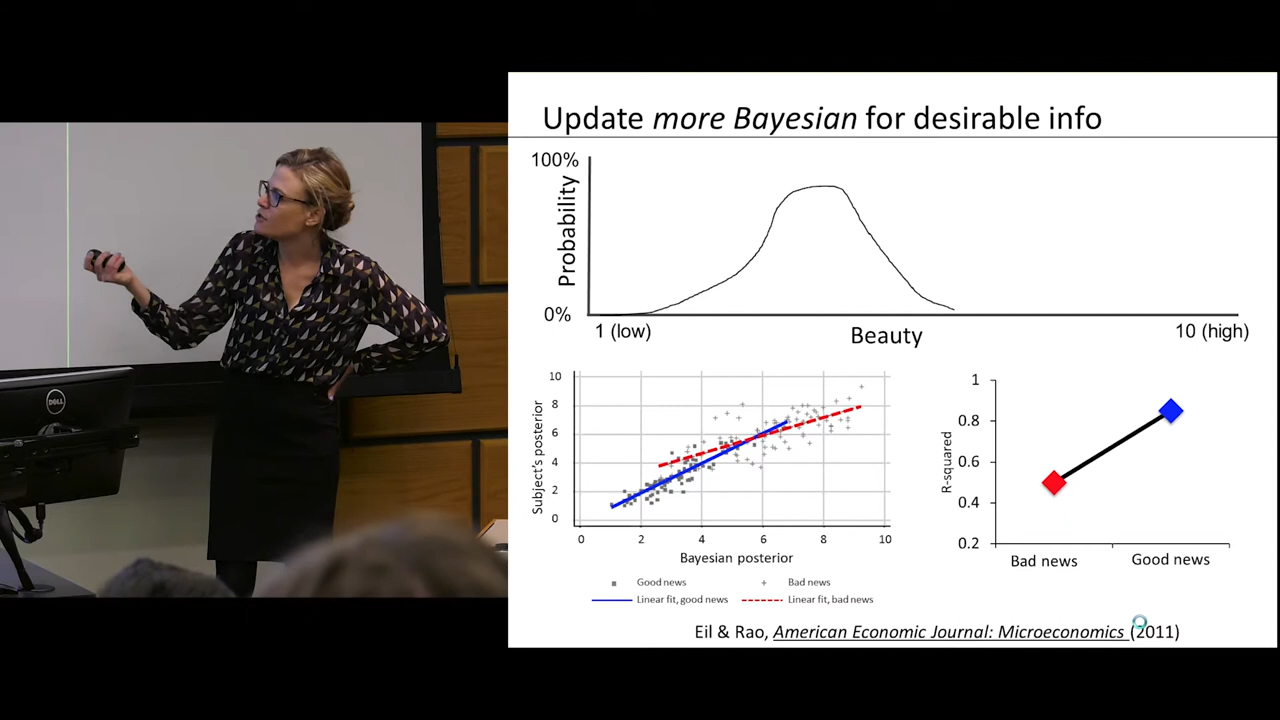 Update more Bayesian for desirable info
100%
Probability
0%
1 (low)
Beauty
10 (high)
10
8
6
4
2
0
Subject's posterior
0 2 4 6 8 10
Bayesian posterior
Good news Bad news
Linear fit, good news Linear fit, bad news
1
0.8
0.6
0.4
0.2
R-squared
Bad news Good news
Eil & Rao, American Economic Journal: Microeconomics (2011)
DELL